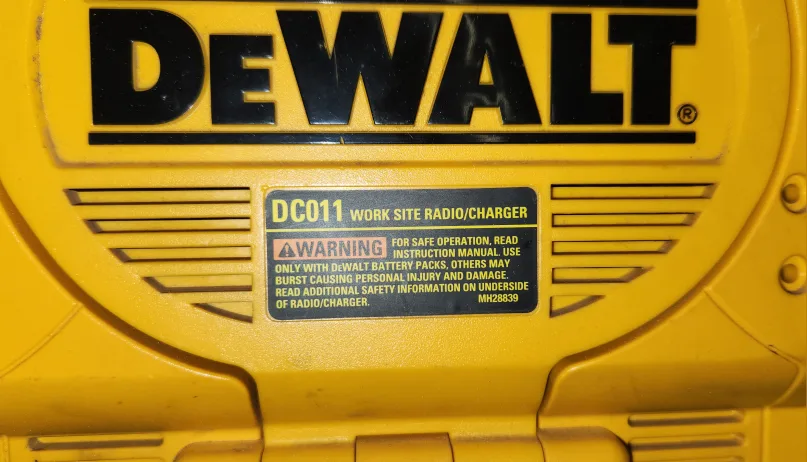 DEWALT®
DC011 WORK SITE RADIO/CHARGER
WARNING FOR SAFE OPERATION, READ
INSTRUCTION MANUAL. USE
ONLY WITH DEWALT BATTERY PACKS, OTHERS MAY
BURST CAUSING PERSONAL INJURY AND DAMAGE.
READ ADDITIONAL SAFETY INFORMATION ON UNDERSIDE
OF RADIO/CHARGER. MH28839